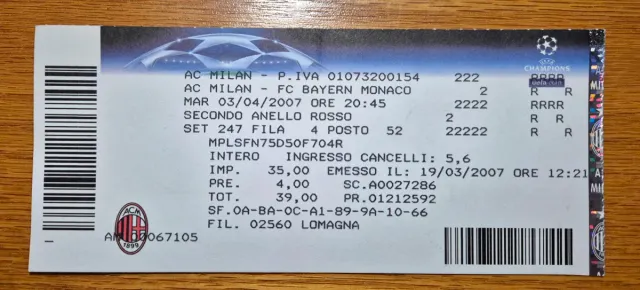 AC MILAN - P.IVA 01073200154 222 RRRR
AC MILAN - FC BAYERN MONACO 2 R R
MAR 03/04/2007 ORE 20:45 2222 RRRR
SECONDO ANELLO ROSSO 2 R R
SET 247 FILA 4 POSTO 52 22222 R R
MPLSFN75D50F704R
INTERO INGRESSO CANCELLI: 5,6
IMP. 35,00 EMESSO IL: 19/03/2007 ORE 12:21
PRE. 4,00 SC.A0027286
TOT. 39,00 PR.01212592
SF.OA-BA-OC-A1-89-9A-10-66
FIL. 02560 LOMAGNA
00067105
CHAMPIONS
ACM
1899